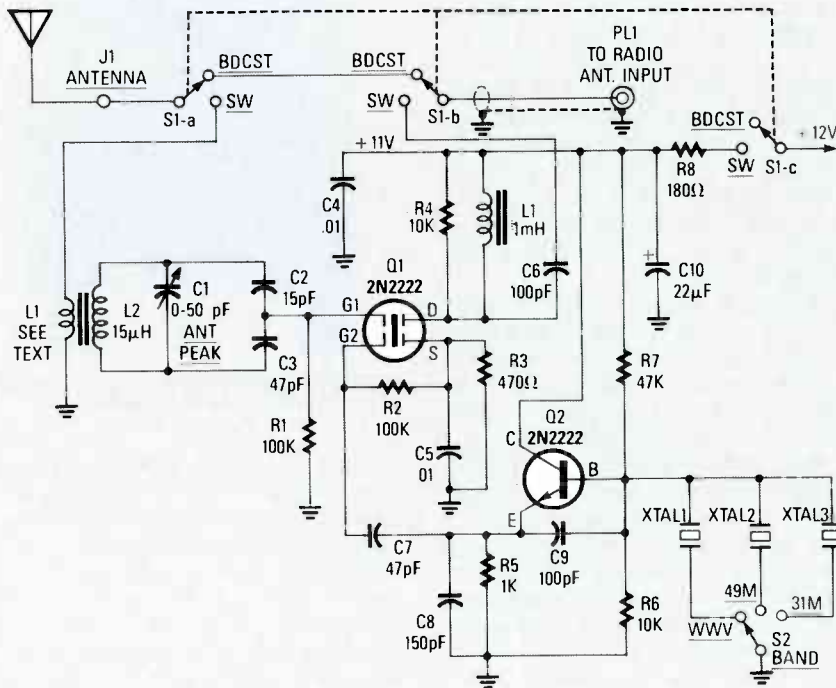 J1
ANTENNA
BDCST
S1-a
SW
BDCST
SW
S1-b
PL1
TO RADIO
ANT. INPUT
BDCST
SW
S1-c
+12V
+11V
C4
.01
R4
10K
L1
1mH
C6
100pF
R8
180Ω
+
C10
22µF
L1
SEE
TEXT
L2
15µH
C1
0-50 pF
ANT
PEAK
C2
15pF
C3
47pF
R1
100K
Q1
2N2222
G1
G2
D
S
R2
100K
R3
470Ω
C5
.01
R7
47K
Q2
2N2222
C
B
E
C7
47pF
C8
150pF
R5
1K
C9
100pF
R6
10K
XTAL1
XTAL2
XTAL3
49M
31M
WWV
S2
BAND